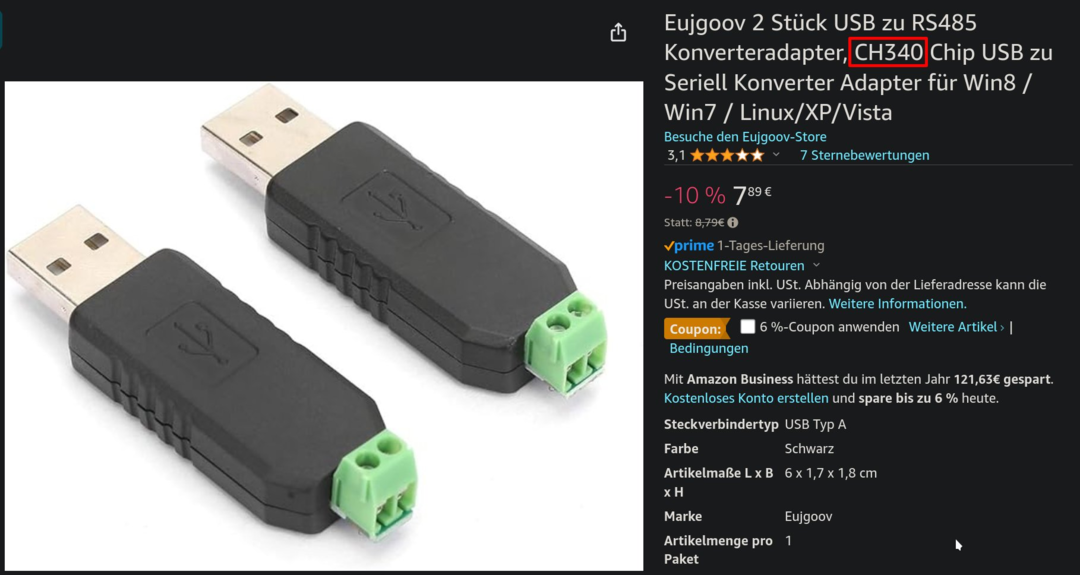 Eujgoov 2 Stück USB zu RS485
Konverteradapter, CH340 Chip USB zu
Seriell Konverter Adapter für Win8 /
Win7 / Linux/XP/Vista
Besuche den Eujgoov-Store
3,1 7 Sternebewertungen
-10 % 7⁸⁹ €
Statt: 8,79€
prime 1-Tages-Lieferung
KOSTENFREIE Retouren
Preisangaben inkl. USt. Abhängig von der Lieferadresse kann die
USt. an der Kasse variieren. Weitere Informationen.
Coupon: 6 %-Coupon anwenden Weitere Artikel › |
Bedingungen
Mit Amazon Business hättest du im letzten Jahr 121,63€ gespart.
Kostenloses Konto erstellen und spare bis zu 6 % heute.
Steckverbindertyp USB Typ A
Farbe Schwarz
Artikelmaße L x B 6 x 1,7 x 1,8 cm
x H
Marke Eujgoov
Artikelmenge pro 1
Paket